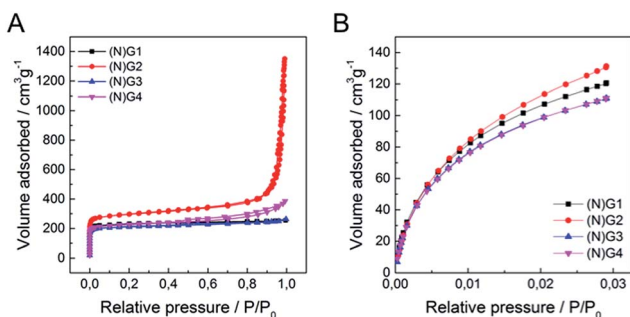 A
Volume adsorbed / cm³g⁻¹
1400
1200
1000
800
600
400
200
0
(N)G1
(N)G2
(N)G3
(N)G4
0,0 0,2 0,4 0,6 0,8 1,0
Relative pressure / P/P₀
B
Volume adsorbed / cm³g⁻¹
140
120
100
80
60
40
20
0
(N)G1
(N)G2
(N)G3
(N)G4
0,00 0,01 0,02 0,03
Relative pressure / P/P₀